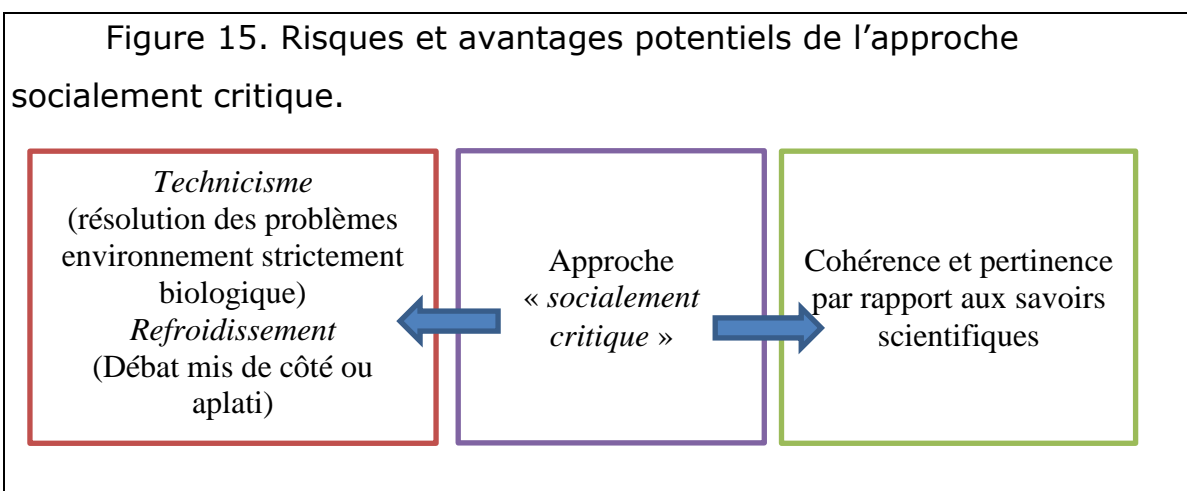 Figure 15. Risques et avantages potentiels de l’approche
socialement critique.
Technicisme
(résolution des problèmes
environnement strictement
biologique)
Refroidissement
(Débat mis de côté ou
aplati)
Approche
« socialement
critique »
Cohérence et pertinence
par rapport aux savoirs
scientifiques